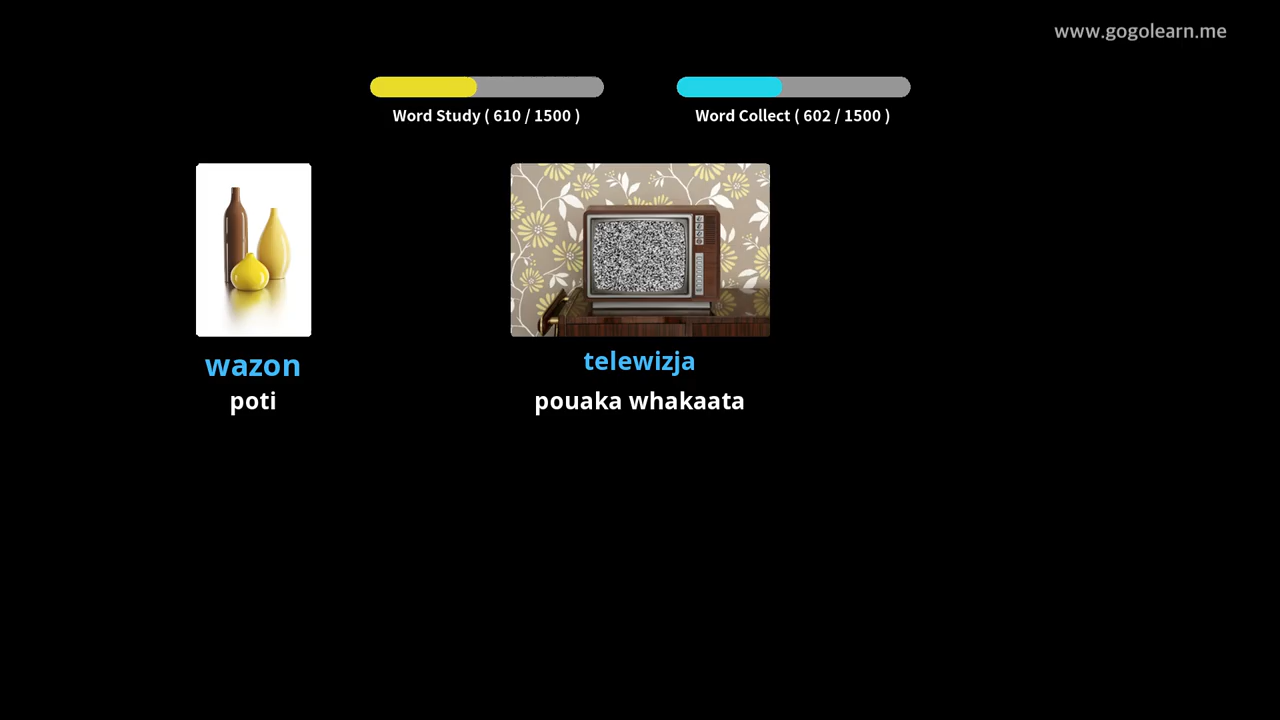 www.gogolearn.me
Word Study ( 610 / 1500 )
Word Collect ( 602 / 1500 )
wazon
poti
telewizja
pouaka whakaata